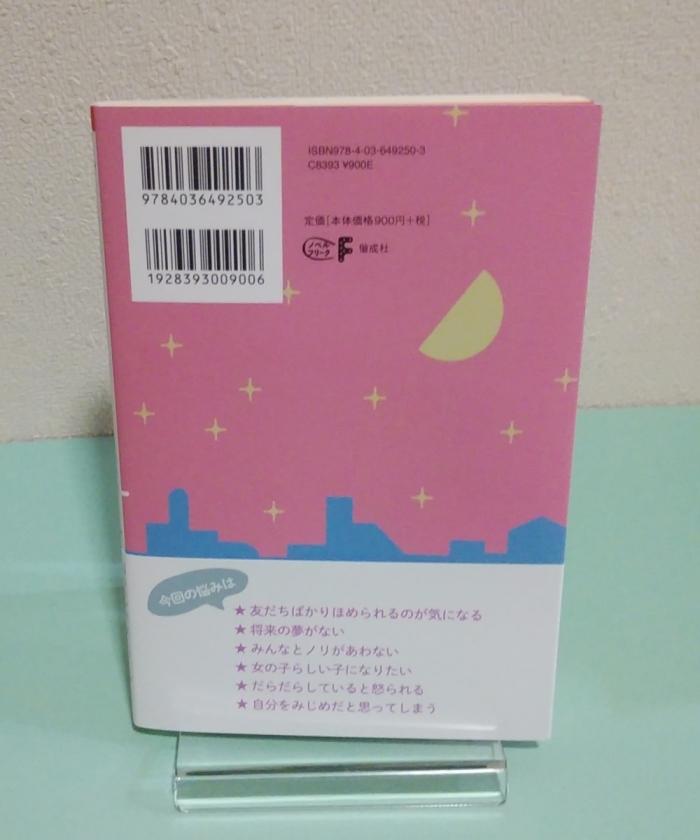 9784036492503
1928393009006
ISBN978-4-03-649250-3
C8393 ¥900E
定価[本体価格900円+税]
ノベル
フリーク
偕成社
今回の悩みは
★友だちばかりほめられるのが気になる
★将来の夢がない
★みんなとノリがあわない
★女の子らしい子になりたい
★だらだらしていると怒られる
★自分をみじめだと思ってしまう